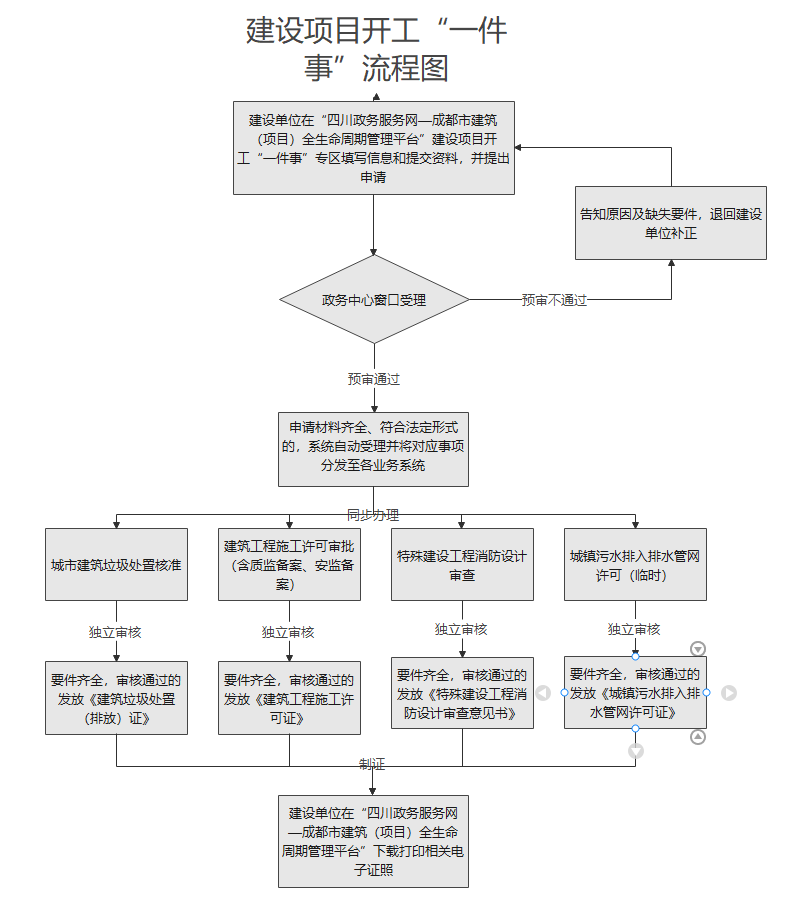 建设项目开工“一件
事”流程图
建设单位在“四川政务服务网—成都市建筑
（项目）全生命周期管理平台”建设项目开
工“一件事”专区填写信息和提交资料，并提出
申请
告知原因及缺失要件，退回建设
单位补正
政务中心窗口受理
预审不通过
预审通过
申请材料齐全、符合法定形式
的，系统自动受理并将对应事项
分发至各业务系统
同步办理
城市建筑垃圾处置核准
建筑工程施工许可审批
（含质监备案、安监备
案）
特殊建设工程消防设计
审查
城镇污水排入排水管网
许可（临时）
独立审核
独立审核
独立审核
独立审核
要件齐全，审核通过的
发放《建筑垃圾处置
（排放）证》
要件齐全，审核通过的
发放《建筑工程施工许
可证》
要件齐全，审核通过的
发放《特殊建设工程消
防设计审查意见书》
要件齐全，审核通过的
发放《城镇污水排入排
水管网许可证》
制证
建设单位在“四川政务服务网
—成都市建筑（项目）全生命
周期管理平台”下载打印相关电
子证照